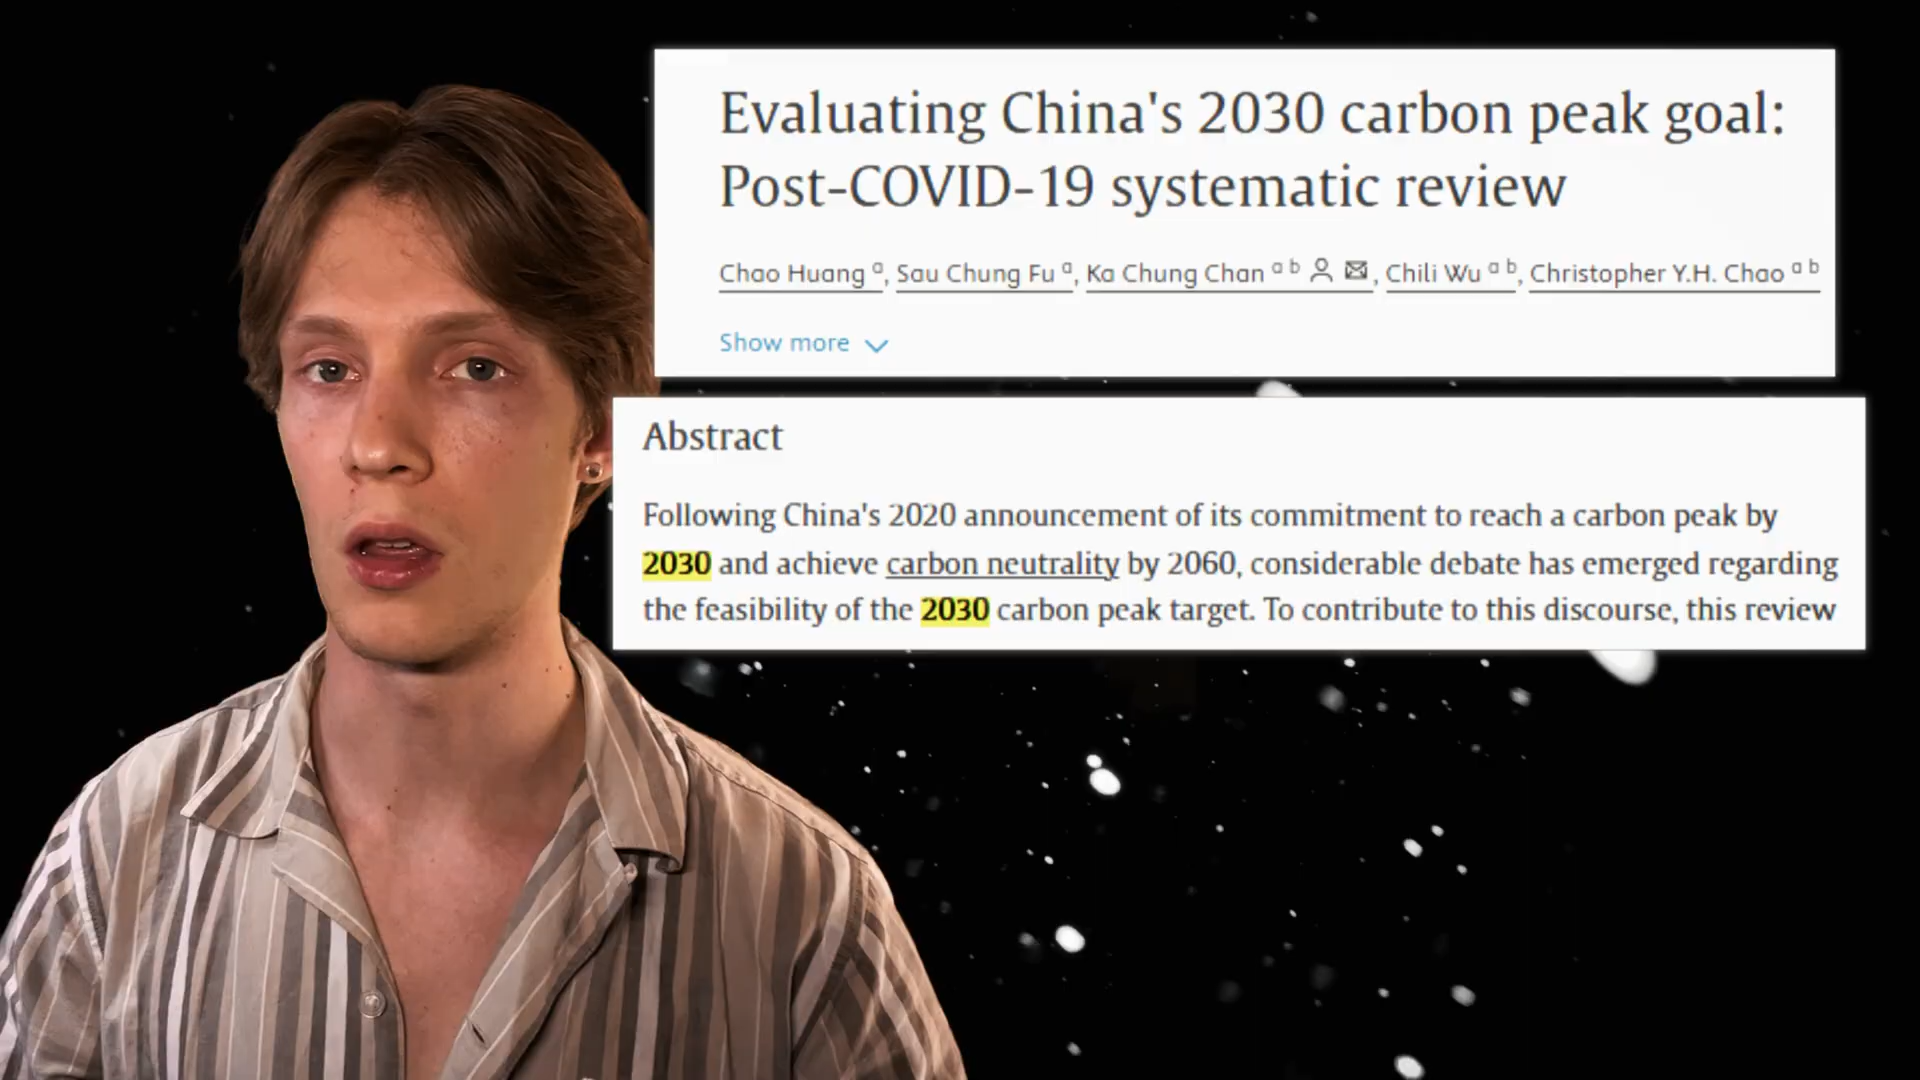 Evaluating China's 2030 carbon peak goal:
Post-COVID-19 systematic review
Chao Huang a, Sau Chung Fu a, Ka Chung Chan a b, Chili Wu a b, Christopher Y.H. Chao a b
Show more
Abstract
Following China's 2020 announcement of its commitment to reach a carbon peak by
2030 and achieve carbon neutrality by 2060, considerable debate has emerged regarding
the feasibility of the 2030 carbon peak target. To contribute to this discourse, this review